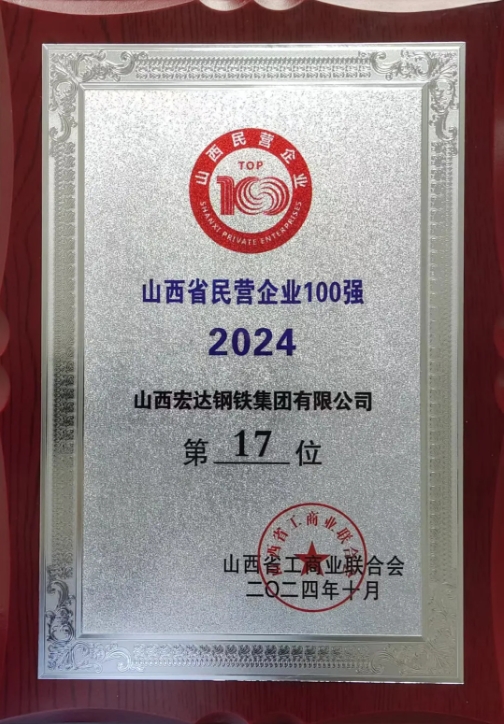 山西民营企业
TOP
100
SHANXI PRIVATE ENTERPRISES
山西省民营企业100强
2024
山西宏达钢铁集团有限公司
第 17 位
山西省工商业联合会
山西省工商业联合会
二〇二四年十月